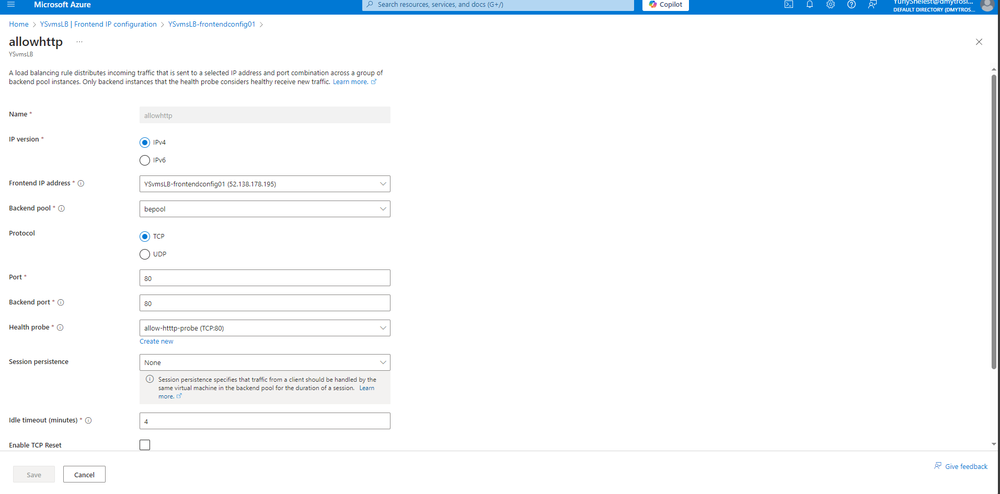 Microsoft Azure
Search resources, services, and docs (G+/)
Copilot
YuriyShelest@dmytrosl...
DEFAULT DIRECTORY (DMYTROS...
Home > YSvmsLB | Frontend IP configuration > YSvmsLB-frontendconfig01 >
allowhttp ...
YSvmsLB
A load balancing rule distributes incoming traffic that is sent to a selected IP address and port combination across a group of
backend pool instances. Only backend instances that the health probe considers healthy receive new traffic. Learn more.
Name *
allowhttp
IP version *
IPv4
IPv6
Frontend IP address *
YSvmsLB-frontendconfig01 (52.138.178.195)
Backend pool *
bepool
Protocol
TCP
UDP
Port *
80
Backend port *
80
Health probe *
allow-htttp-probe (TCP:80)
Create new
Session persistence
None
Session persistence specifies that traffic from a client should be handled by the
same virtual machine in the backend pool for the duration of a session. Learn
more.
Idle timeout (minutes) *
4
Enable TCP Reset
Save
Cancel
Give feedback